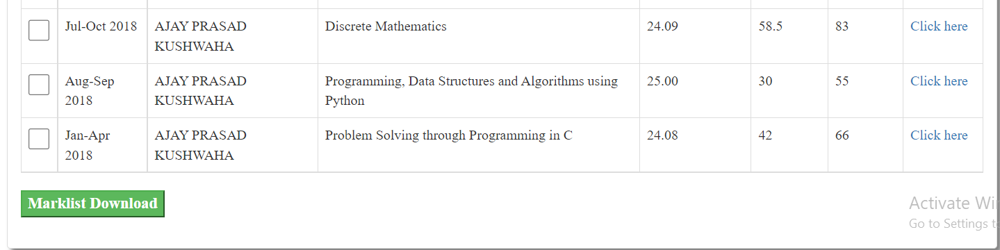 Jul-Oct 2018 AJAY PRASAD Discrete Mathematics 24.09 58.5 83 Click here
KUSHWAHA
Aug-Sep AJAY PRASAD Programming, Data Structures and Algorithms using 25.00 30 55 Click here
2018 KUSHWAHA Python
Jan-Apr AJAY PRASAD Problem Solving through Programming in C 24.08 42 66 Click here
2018 KUSHWAHA
Marklist Download
Activate Wi
Go to Settings t